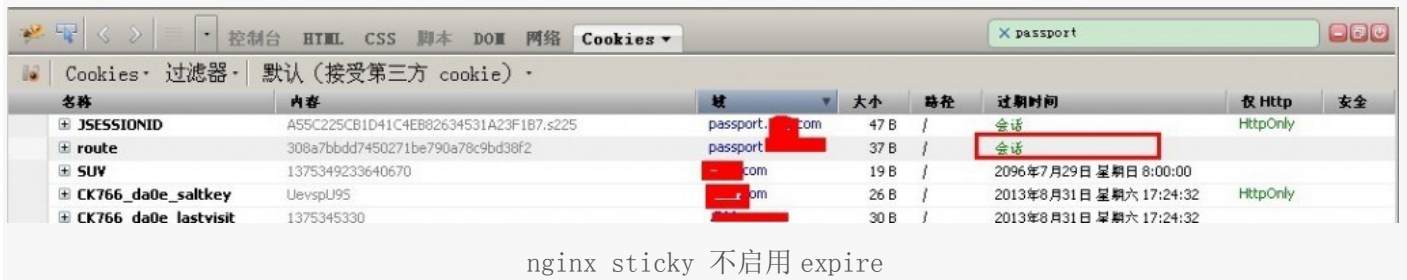 控制台 HTML CSS 脚本 DOM 网络 Cookies passport
Cookies 过滤器 默认（接受第三方 cookie）
名称 内容 域 大小 路径 过期时间 仅 Http 安全
JSESSIONID A55C225CB1D41C4EB82634531A23F1B7.s225 passport. com 47 B / 会话 HttpOnly
route 308a7bbdd7450271be790a78c9bd38f2 passport 37 B / 会话
SUV 1375349233640670 com 19 B / 2096年7月29日 星期日 8:00:00
CK766_da0e_saltkey UevspU95 om 26 B / 2013年8月31日 星期六 17:24:32 HttpOnly
CK766_da0e_lastvisit 1375345330 30 B / 2013年8月31日 星期六 17:24:32
nginx sticky 不启用 expire